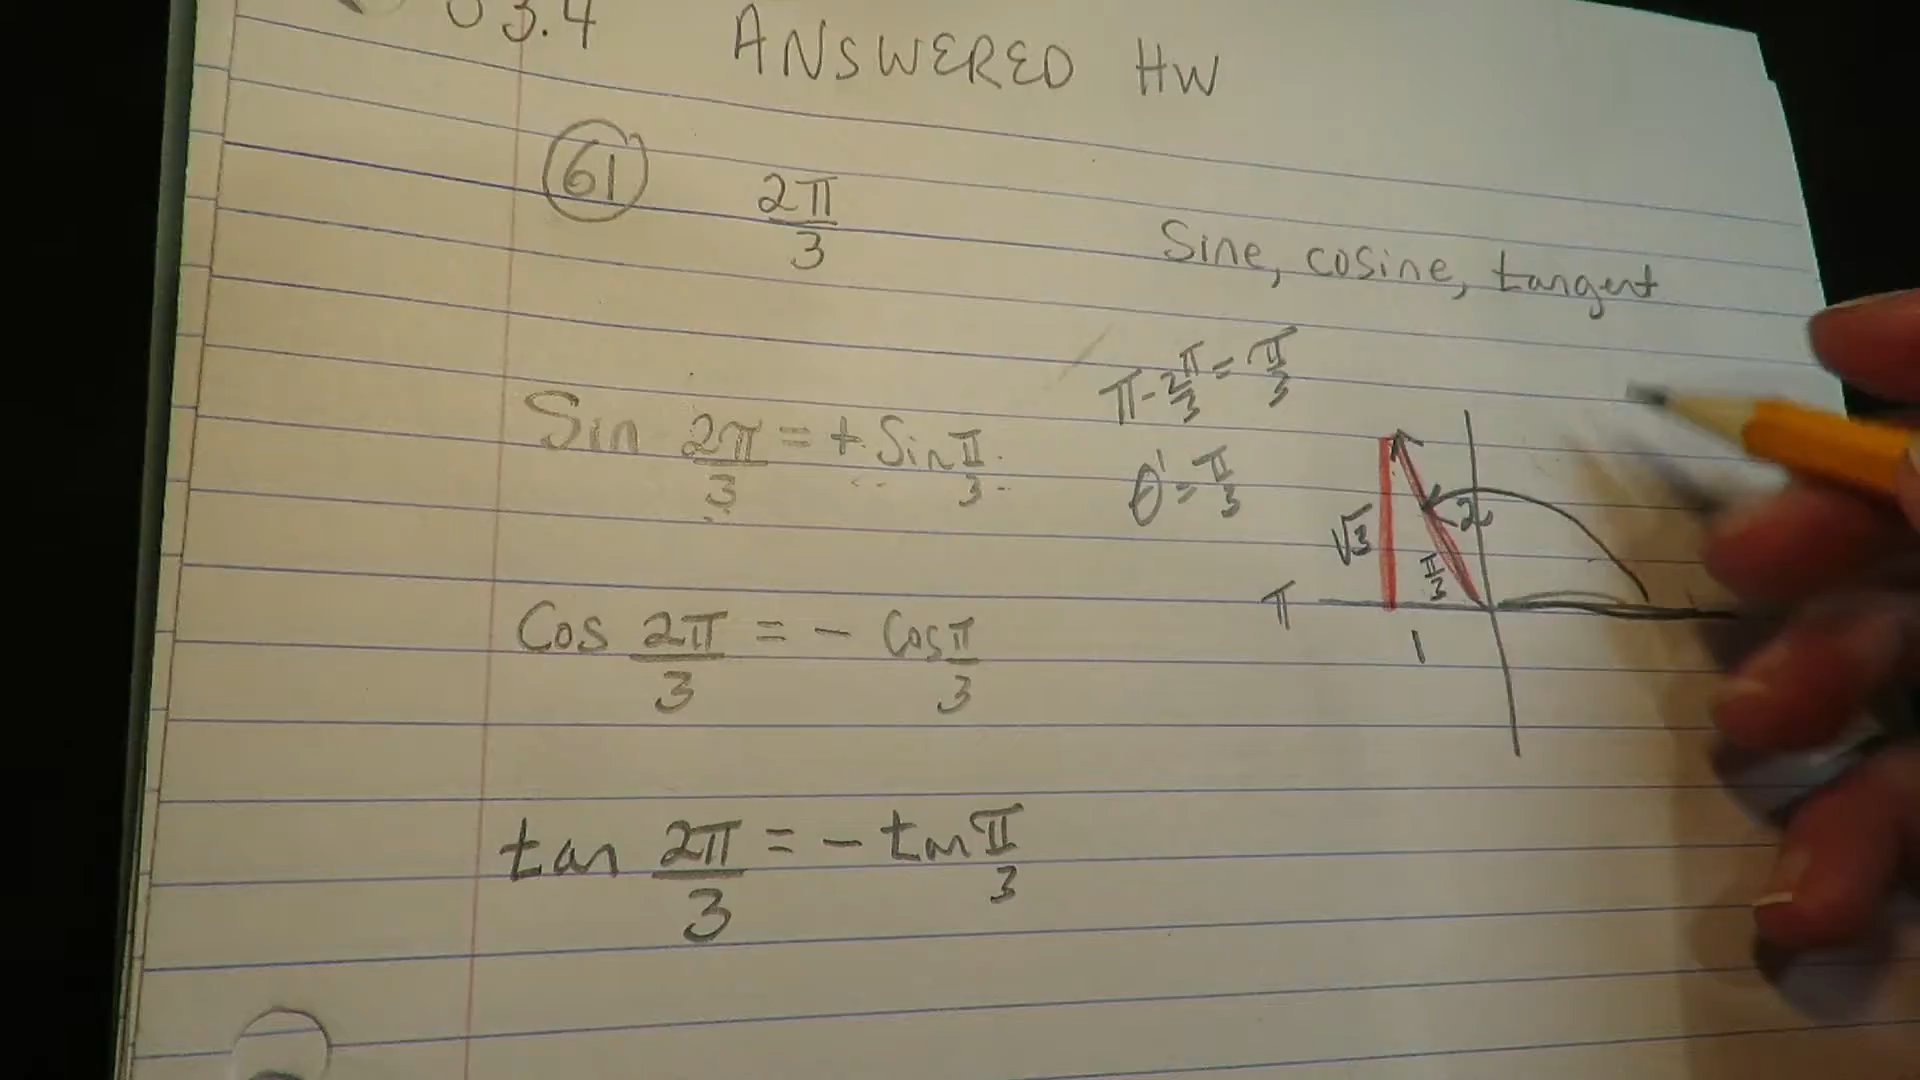 3.4 ANSWERED HW
61 2π/3
Sine, cosine, tangent
π - 2π/3 = π/3
Sin 2π/3 = + Sin π/3
θ' = π/3
√3 2 π/3
π
1
Cos 2π/3 = - Cos π/3
tan 2π/3 = - tan π/3